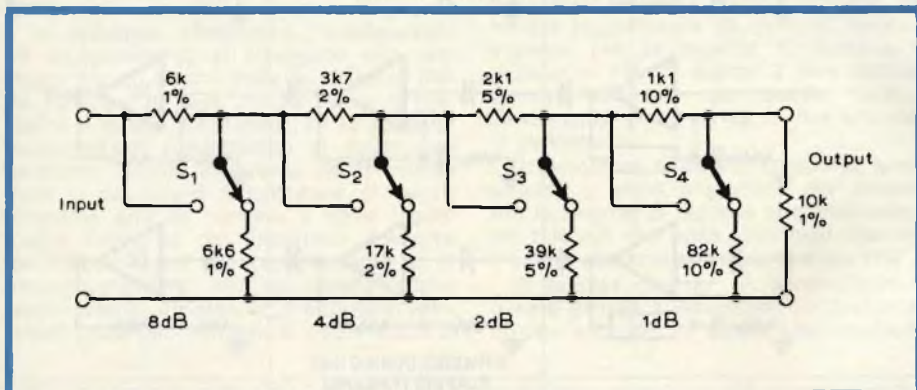 6k
1%
3k7
2%
2k1
5%
1k1
10%
Input
S1
S2
S3
S4
Output
10k
1%
6k6
1%
17k
2%
39k
5%
82k
10%
8dB
4dB
2dB
1dB